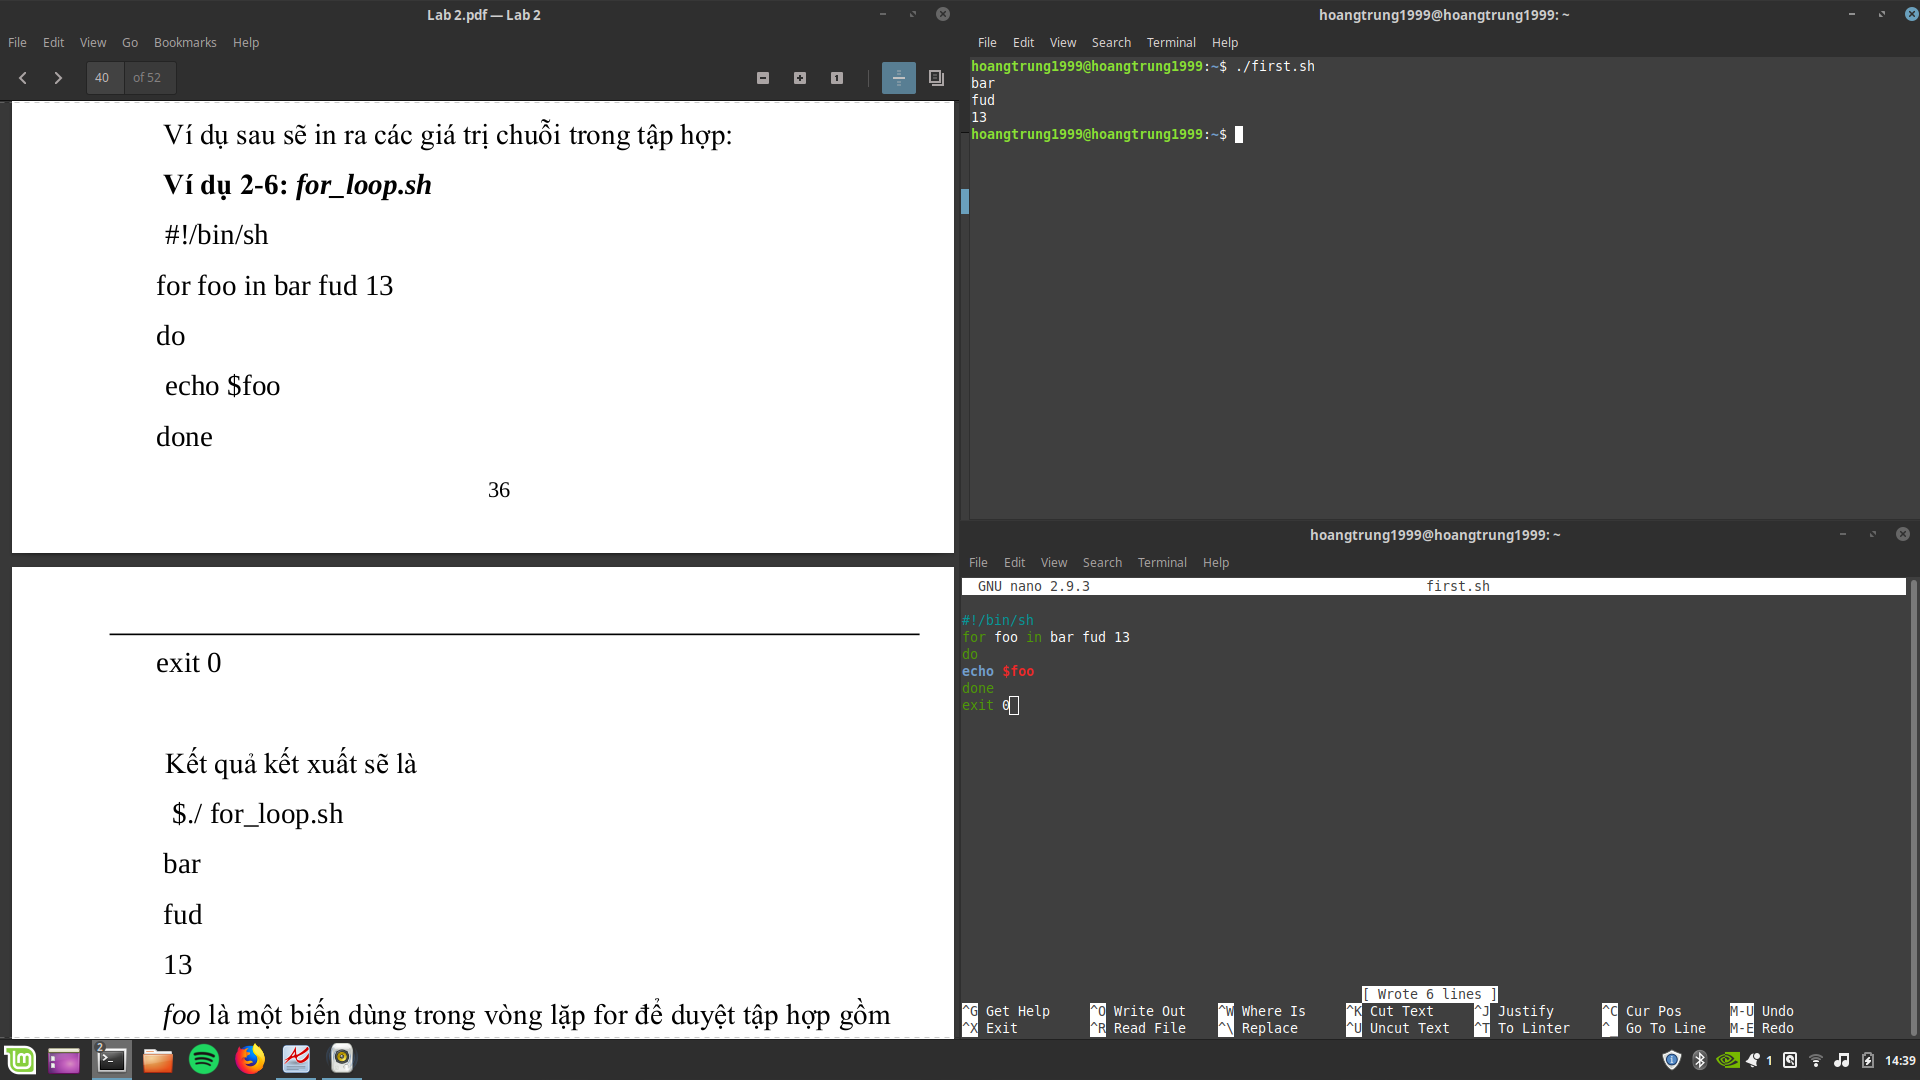 Lab 2.pdf — Lab 2
File Edit View Go Bookmarks Help
40 of 52
Ví dụ sau sẽ in ra các giá trị chuỗi trong tập hợp:
Ví dụ 2-6: for_loop.sh
#!/bin/sh
for foo in bar fud 13
do
echo $foo
done
36
exit 0
Kết quả kết xuất sẽ là
$./ for_loop.sh
bar
fud
13
foo là một biến dùng trong vòng lặp for để duyệt tập hợp gồm
hoangtrung1999@hoangtrung1999: ~
File Edit View Search Terminal Help
hoangtrung1999@hoangtrung1999:~$ ./first.sh
bar
fud
13
hoangtrung1999@hoangtrung1999:~$
hoangtrung1999@hoangtrung1999: ~
File Edit View Search Terminal Help
GNU nano 2.9.3 first.sh
#!/bin/sh
for foo in bar fud 13
do
echo $foo
done
exit 0
[ Wrote 6 lines ]
^G Get Help ^O Write Out ^W Where Is ^K Cut Text ^J Justify ^C Cur Pos M-U Undo
^X Exit ^R Read File ^\ Replace ^U Uncut Text ^T To Linter ^_ Go To Line M-E Redo
2
1
14:39